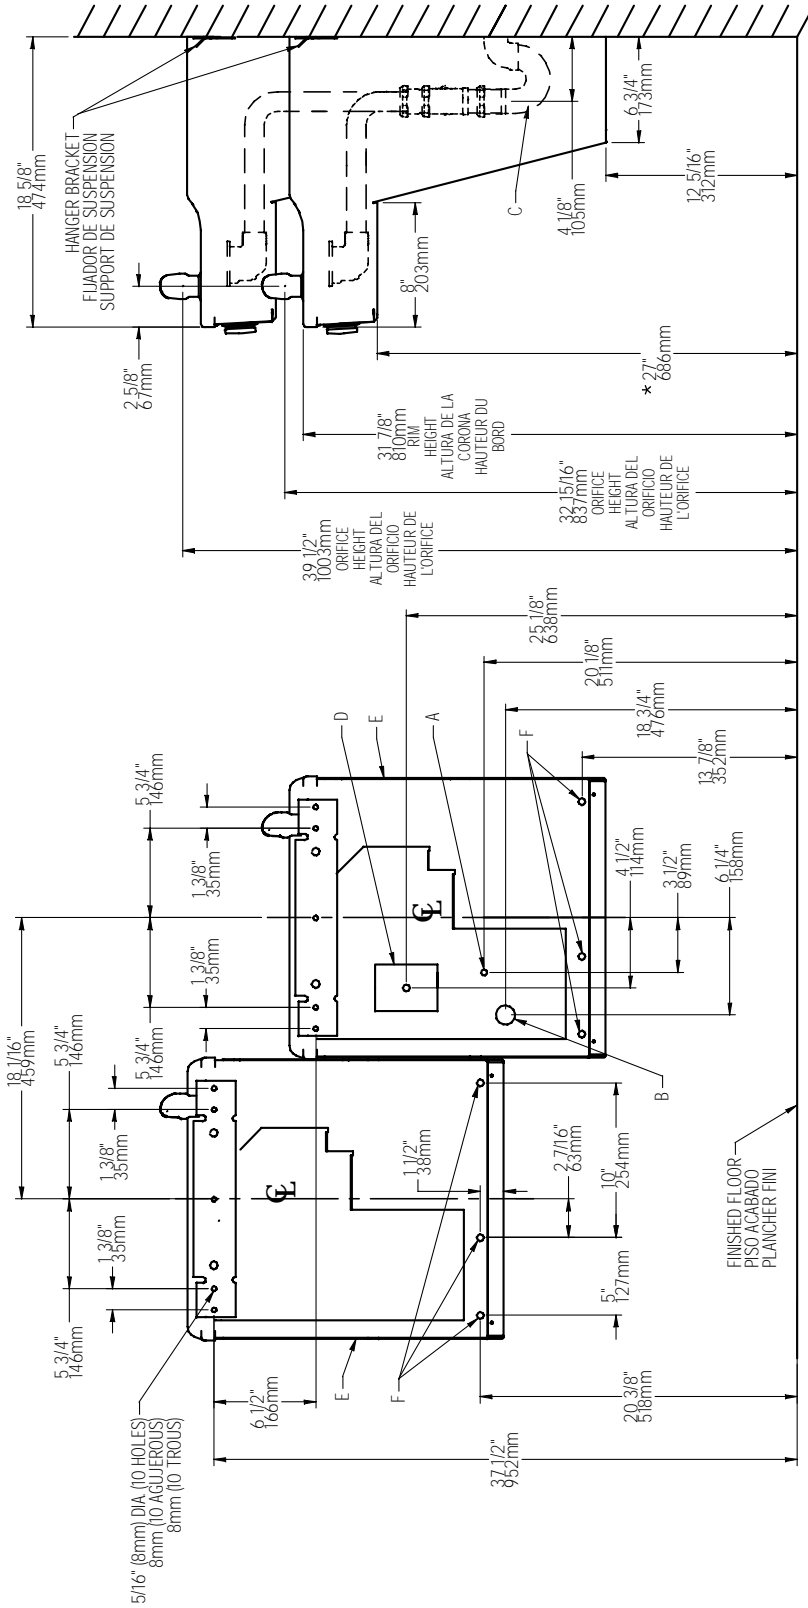 18 5/8"
474mm
HANGER BRACKET
FIJADOR DE SUSPENSION
SUPPORT DE SUSPENSION
2 5/8"
67mm
6 3/4"
173mm
C
4 1/8"
105mm
12 5/16"
312mm
8"
203mm
* 27"
686mm
31 7/8"
810mm
RIM
HEIGHT
ALTURA DE LA
CORONA
HAUTEUR DU
BORD
32 15/16"
837mm
ORIFICE
HEIGHT
ALTURA DEL
ORIFICIO
HAUTEUR DE
L'ORIFICE
39 1/2"
1003mm
ORIFICE
HEIGHT
ALTURA DEL
ORIFICIO
HAUTEUR DE
L'ORIFICE
25 1/8"
638mm
20 1/8"
511mm
18 3/4"
476mm
13 7/8"
352mm
D
E
A
F
5 3/4"
146mm
1 3/8"
35mm
1 3/8"
35mm
5 3/4"
146mm
CL
4 1/2"
114mm
3 1/2"
89mm
6 1/4"
158mm
B
18 1/16"
459mm
5 3/4"
146mm
1 3/8"
35mm
1 3/8"
35mm
5 3/4"
146mm
CL
1 1/2"
38mm
2 7/16"
63mm
10"
254mm
5"
127mm
FINISHED FLOOR
PISO ACABADO
PLANCHER FINI
E
F
6 1/2"
166mm
20 3/8"
518mm
37 1/2"
952mm
5/16" (8mm) DIA. (10 HOLES)
8mm (10 AGUJEROUS)
8mm (10 TROUS)